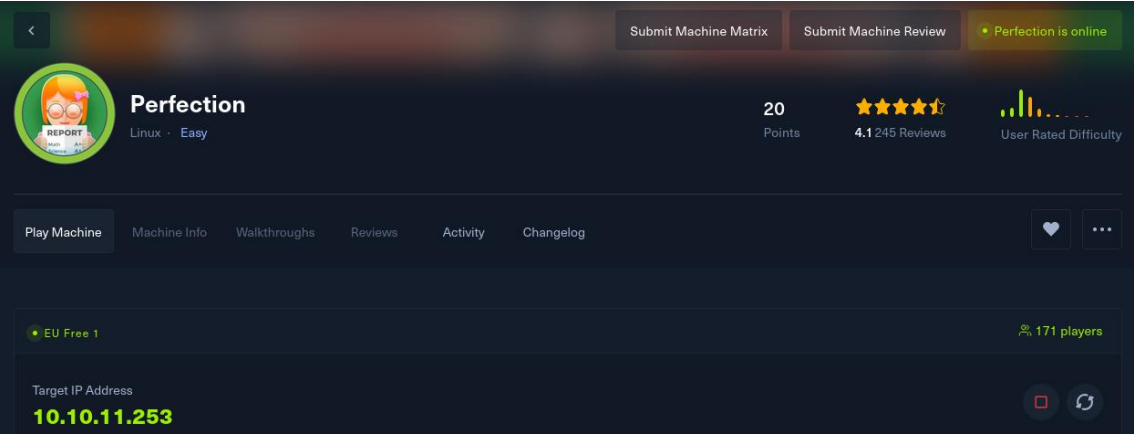 Submit Machine Matrix Submit Machine Review Perfection is online
REPORT
Math A+
Science A+
Perfection
Linux · Easy
20
Points
4.1 245 Reviews
User Rated Difficulty
Play Machine Machine Info Walkthroughs Reviews Activity Changelog
EU Free 1
171 players
Target IP Address
10.10.11.253